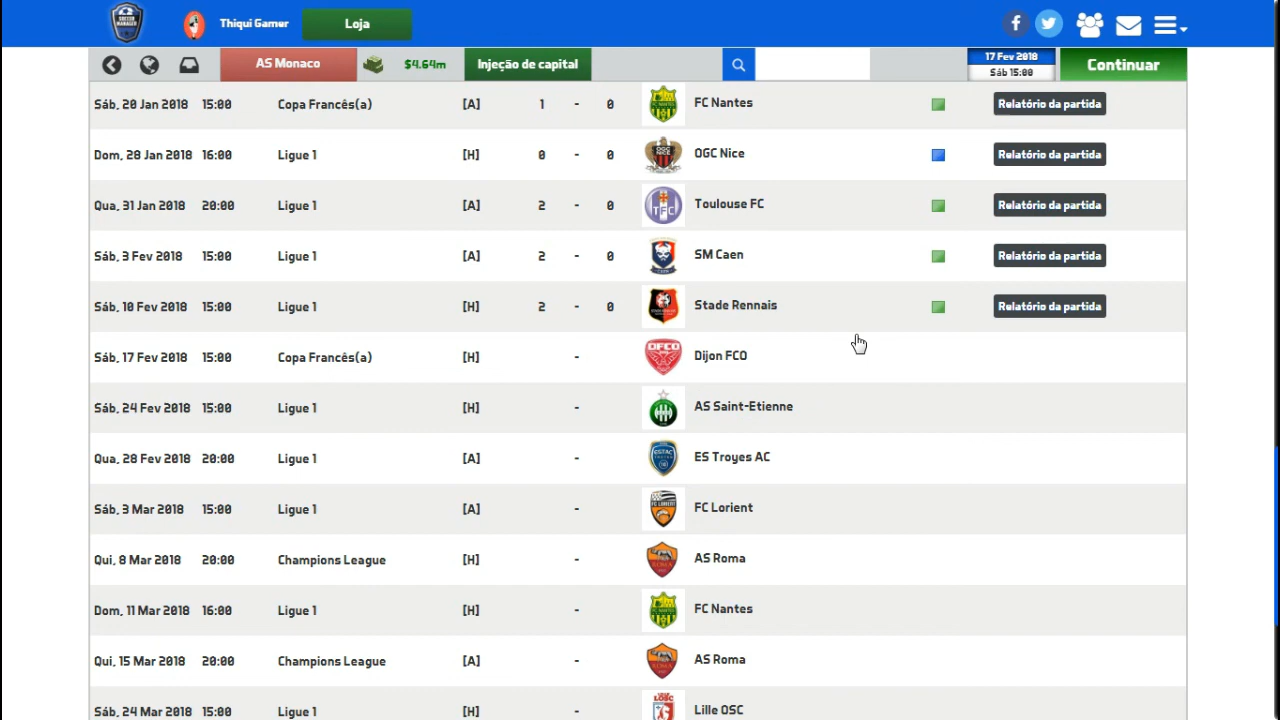 SOCCER MANAGER Thiqui Gamer Loja
AS Monaco $4.64m Injeção de capital 17 Fev 2018 Sáb 15:00 Continuar
Sáb, 20 Jan 2018 15:00 Copa Francês(a) [A] 1 - 0 FC Nantes Relatório da partida
Dom, 28 Jan 2018 16:00 Ligue 1 [H] 0 - 0 OGC Nice Relatório da partida
Qua, 31 Jan 2018 20:00 Ligue 1 [A] 2 - 0 Toulouse FC Relatório da partida
Sáb, 3 Fev 2018 15:00 Ligue 1 [A] 2 - 0 SM Caen Relatório da partida
Sáb, 10 Fev 2018 15:00 Ligue 1 [H] 2 - 0 Stade Rennais Relatório da partida
Sáb, 17 Fev 2018 15:00 Copa Francês(a) [H] - Dijon FCO
Sáb, 24 Fev 2018 15:00 Ligue 1 [H] - AS Saint-Etienne
Qua, 28 Fev 2018 20:00 Ligue 1 [A] - ES Troyes AC
Sáb, 3 Mar 2018 15:00 Ligue 1 [A] - FC Lorient
Qui, 8 Mar 2018 20:00 Champions League [H] - AS Roma
Dom, 11 Mar 2018 16:00 Ligue 1 [H] - FC Nantes
Qui, 15 Mar 2018 20:00 Champions League [A] - AS Roma
Sáb, 24 Mar 2018 15:00 Ligue 1 [H] - Lille OSC